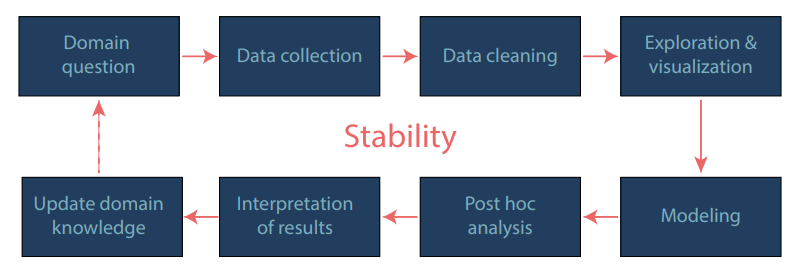 Domain
question
Data collection
Data cleaning
Exploration &
visualization
Stability
Update domain
knowledge
Interpretation
of results
Post hoc
analysis
Modeling